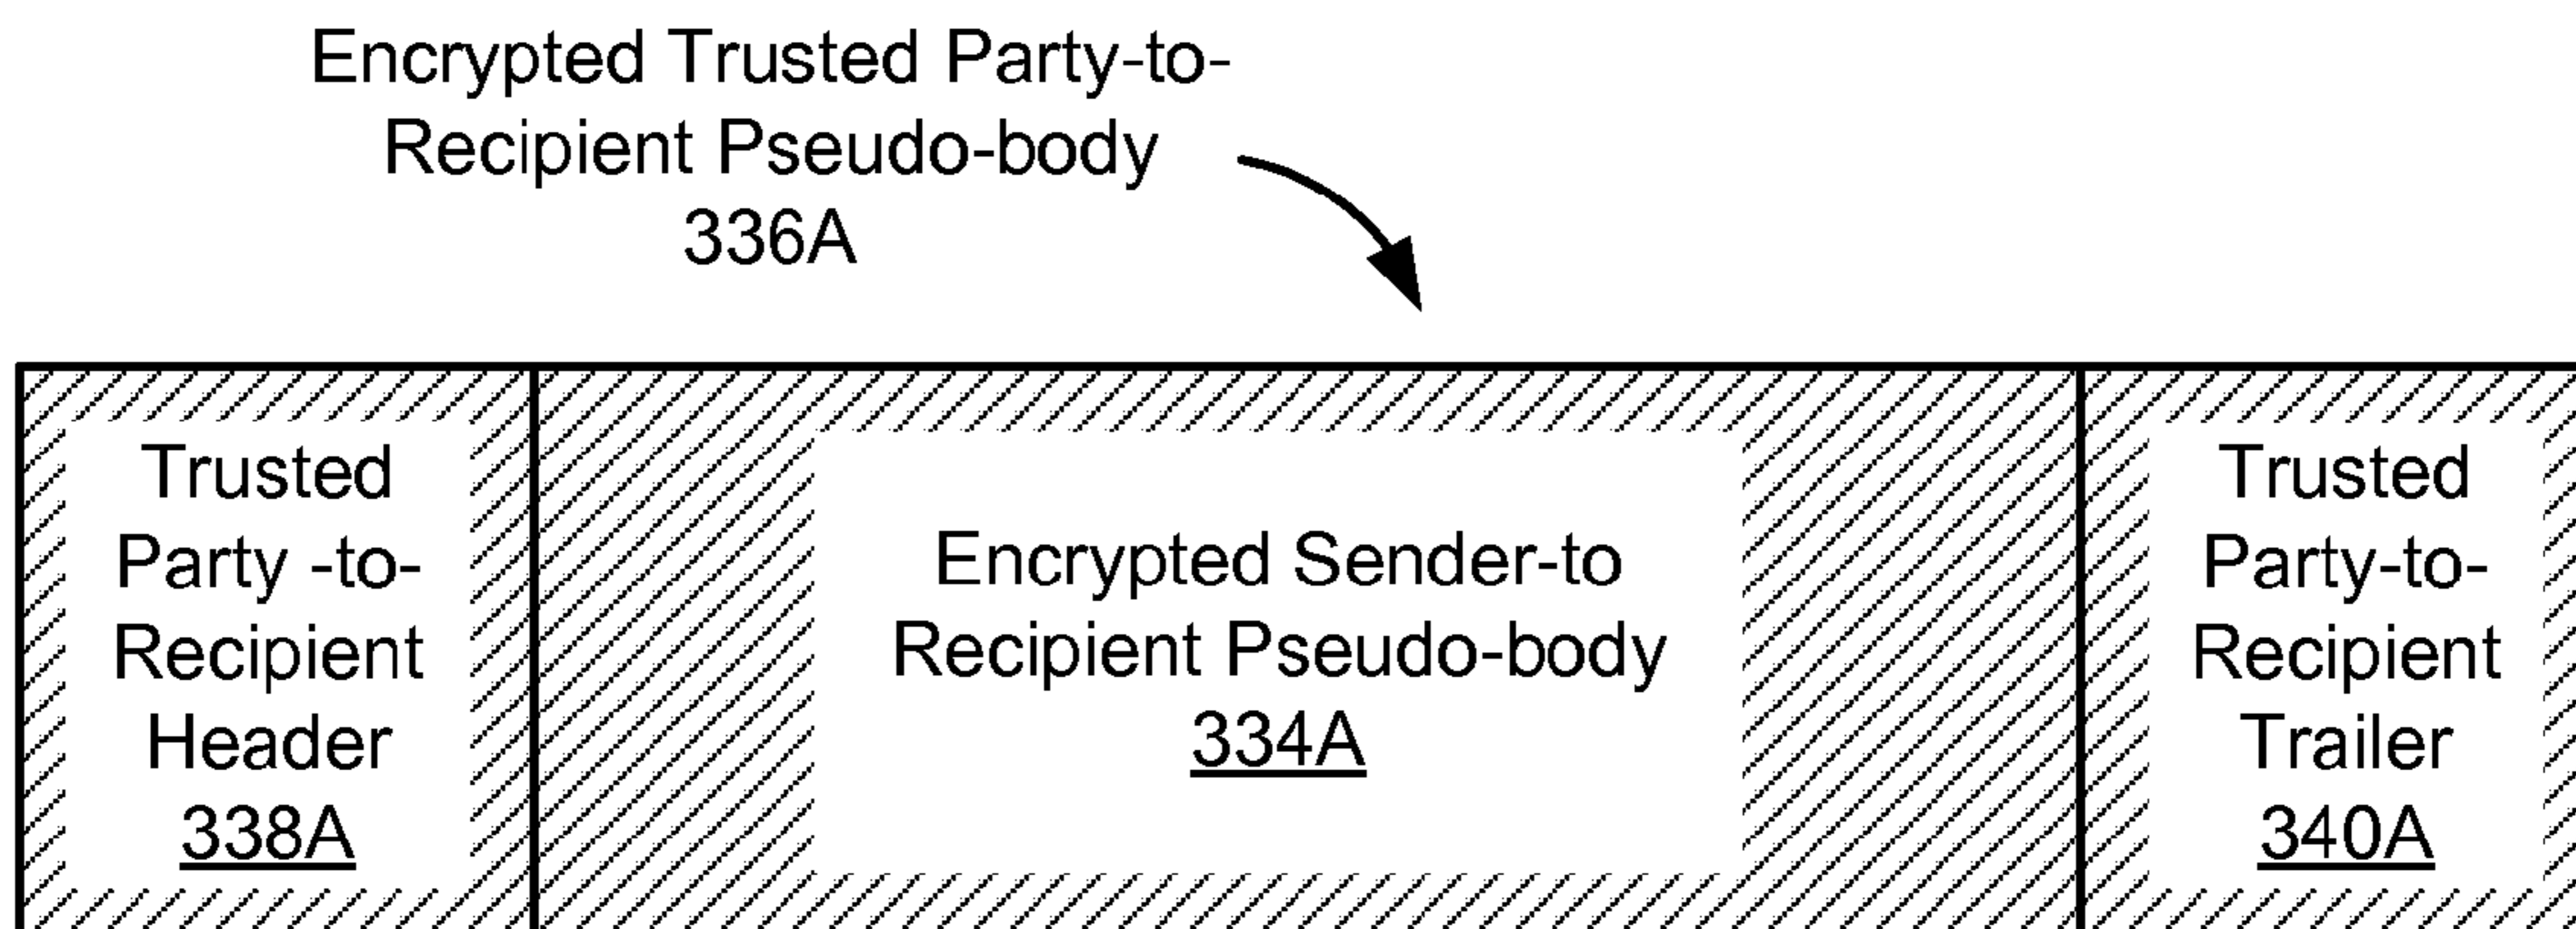 Encrypted Trusted Party-to-
Recipient Pseudo-body
336A
Trusted
Party -to-
Recipient
Header
338A
Encrypted Sender-to
Recipient Pseudo-body
334A
Trusted
Party-to-
Recipient
Trailer
340A